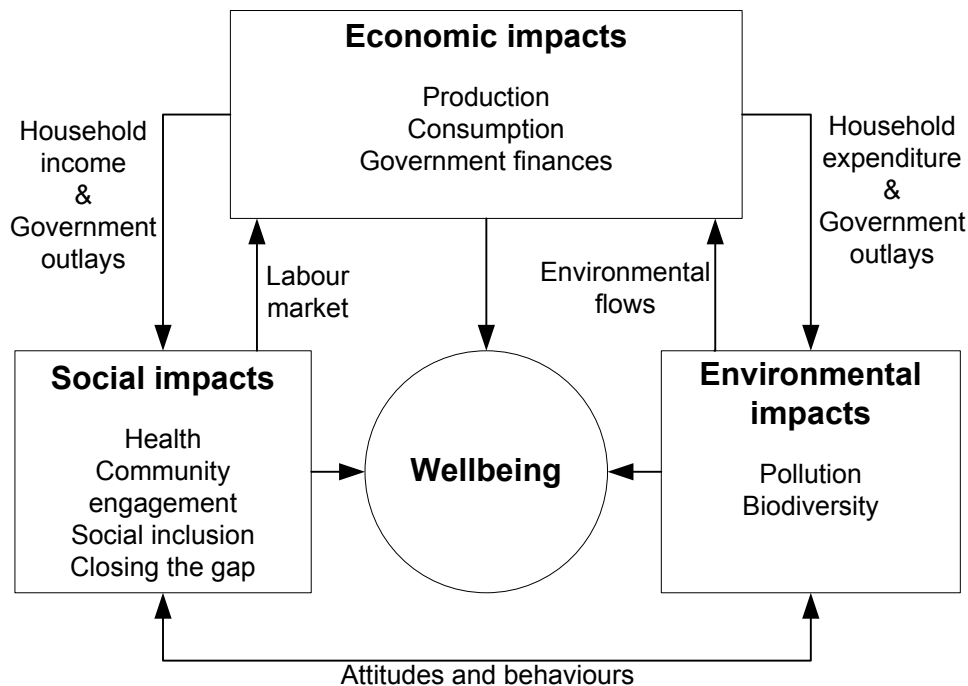 Economic impacts
Production
Consumption
Government finances
Household
income
&
Government
outlays
Household
expenditure
&
Government
outlays
Labour
market
Environmental
flows
Social impacts
Health
Community
engagement
Social inclusion
Closing the gap
Wellbeing
Environmental
impacts
Pollution
Biodiversity
Attitudes and behaviours